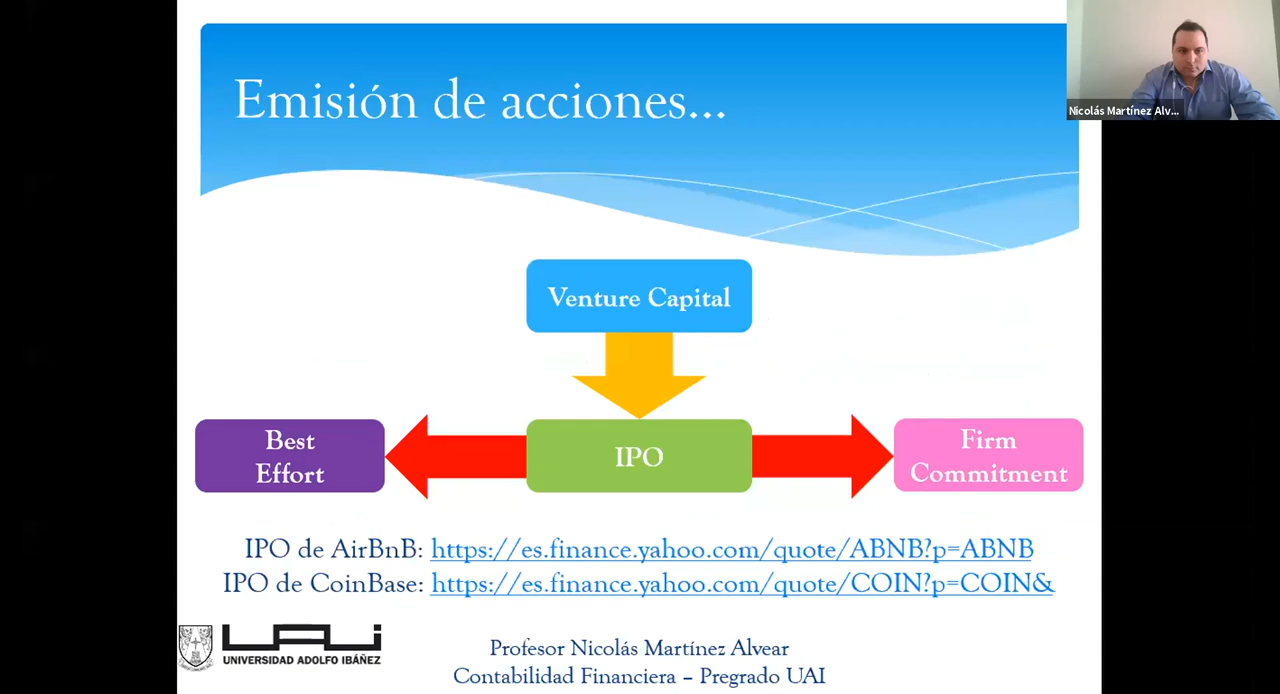 Emisión de acciones...
Nicolás Martínez Alv...
Venture Capital
Best
Effort
IPO
Firm
Commitment
IPO de AirBnB: https://es.finance.yahoo.com/quote/ABNB?p=ABNB
IPO de CoinBase: https://es.finance.yahoo.com/quote/COIN?p=COIN&
UAI
UNIVERSIDAD ADOLFO IBÁÑEZ
Profesor Nicolás Martínez Alvear
Contabilidad Financiera – Pregrado UAI